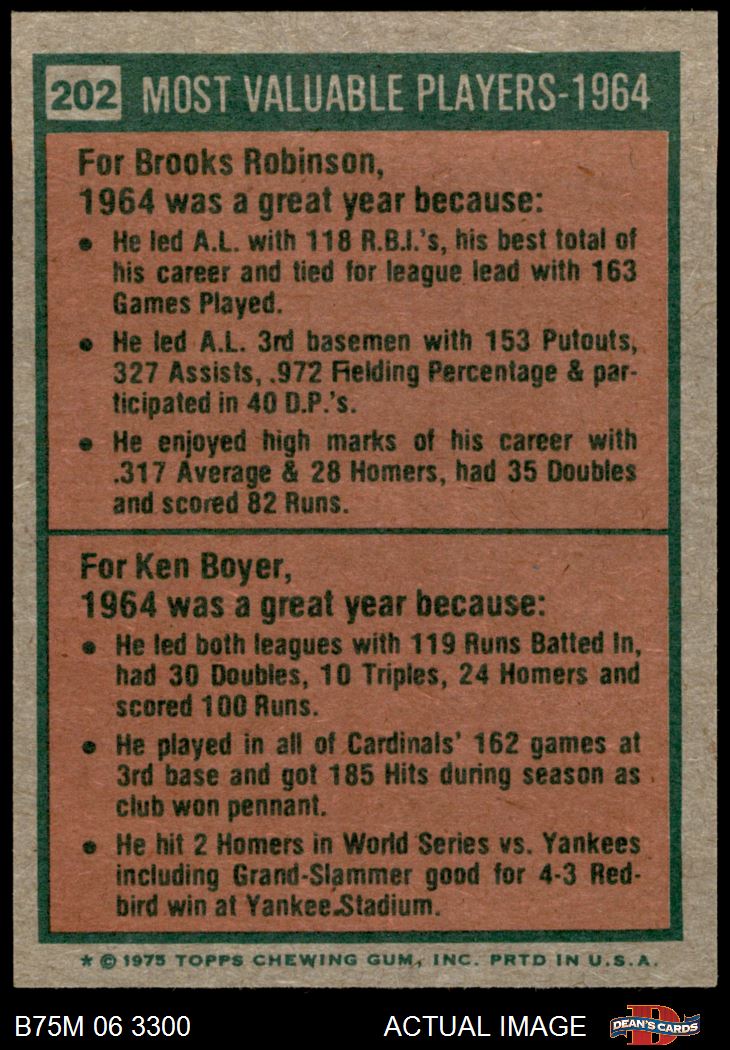 202 MOST VALUABLE PLAYERS-1964
For Brooks Robinson,
1964 was a great year because:
• He led A.L. with 118 R.B.I.'s, his best total of
his career and tied for league lead with 163
Games Played.
• He led A.L. 3rd basemen with 153 Putouts,
327 Assists, .972 Fielding Percentage & par-
ticipated in 40 D.P.'s.
• He enjoyed high marks of his career with
.317 Average & 28 Homers, had 35 Doubles
and scored 82 Runs.
For Ken Boyer,
1964 was a great year because:
• He led both leagues with 119 Runs Batted In,
had 30 Doubles, 10 Triples, 24 Homers and
scored 100 Runs.
• He played in all of Cardinals' 162 games at
3rd base and got 185 Hits during season as
club won pennant.
• He hit 2 Homers in World Series vs. Yankees
including Grand-Slammer good for 4-3 Red-
bird win at Yankee Stadium.
* © 1975 TOPPS CHEWING GUM, INC. PRTD IN U.S.A.
B75M 06 3300 ACTUAL IMAGE D DEAN'S CARDS